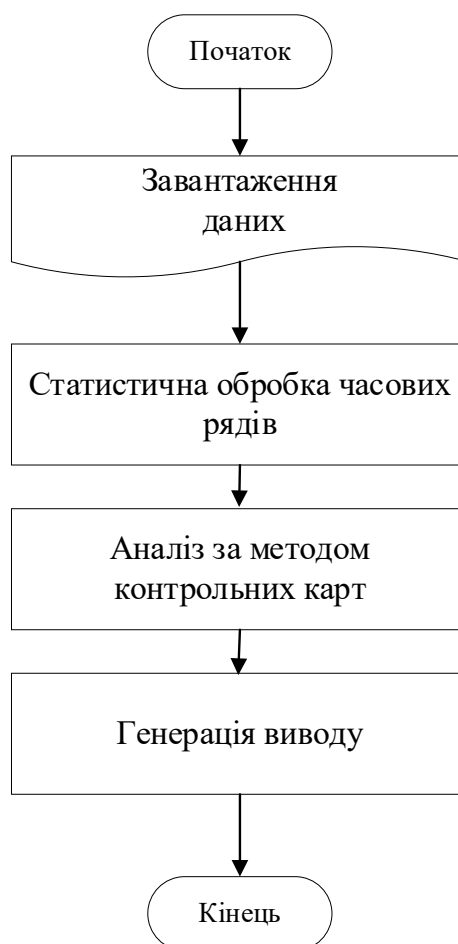 Початок
Завантаження
даних
Статистична обробка часових
рядів
Аналіз за методом
контрольних карт
Генерація виводу
Кінець